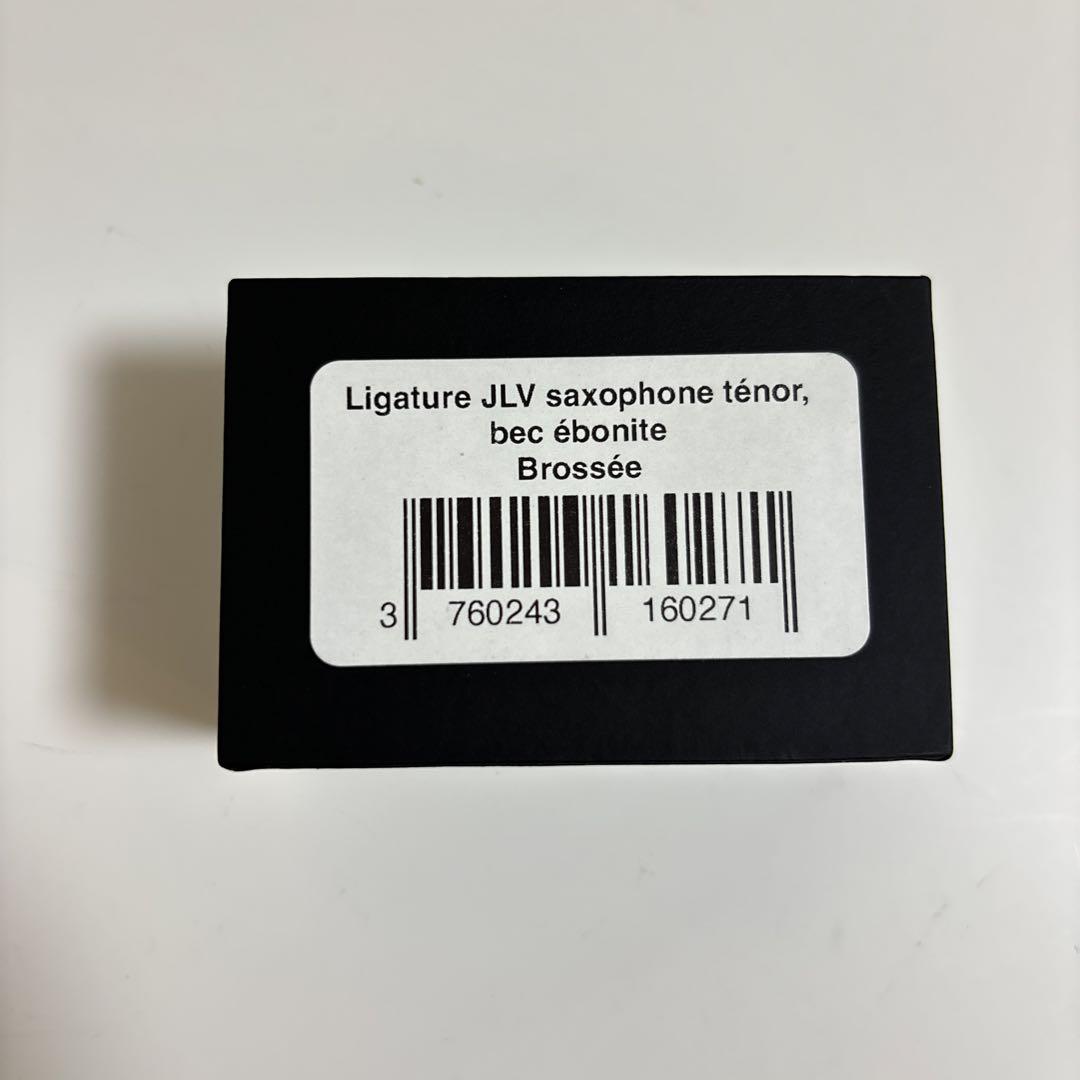 Ligature JLV saxophone ténor,
bec ébonite
Brossée
3 760243 160271